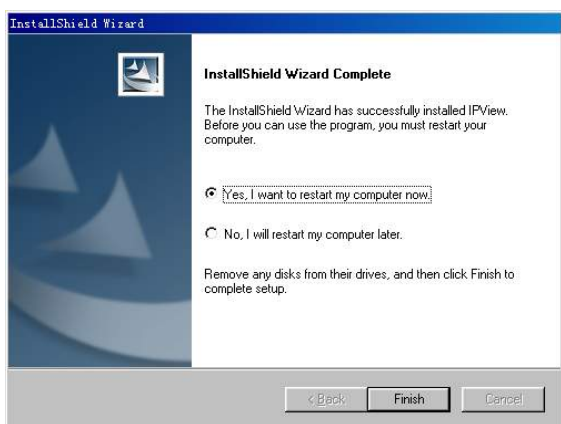 InstallShield Wizard
InstallShield Wizard Complete
The InstallShield Wizard has successfully installed IPView.
Before you can use the program, you must restart your
computer.
Yes, I want to restart my computer now.
No, I will restart my computer later.
Remove any disks from their drives, and then click Finish to
complete setup.
< Back Finish Cancel